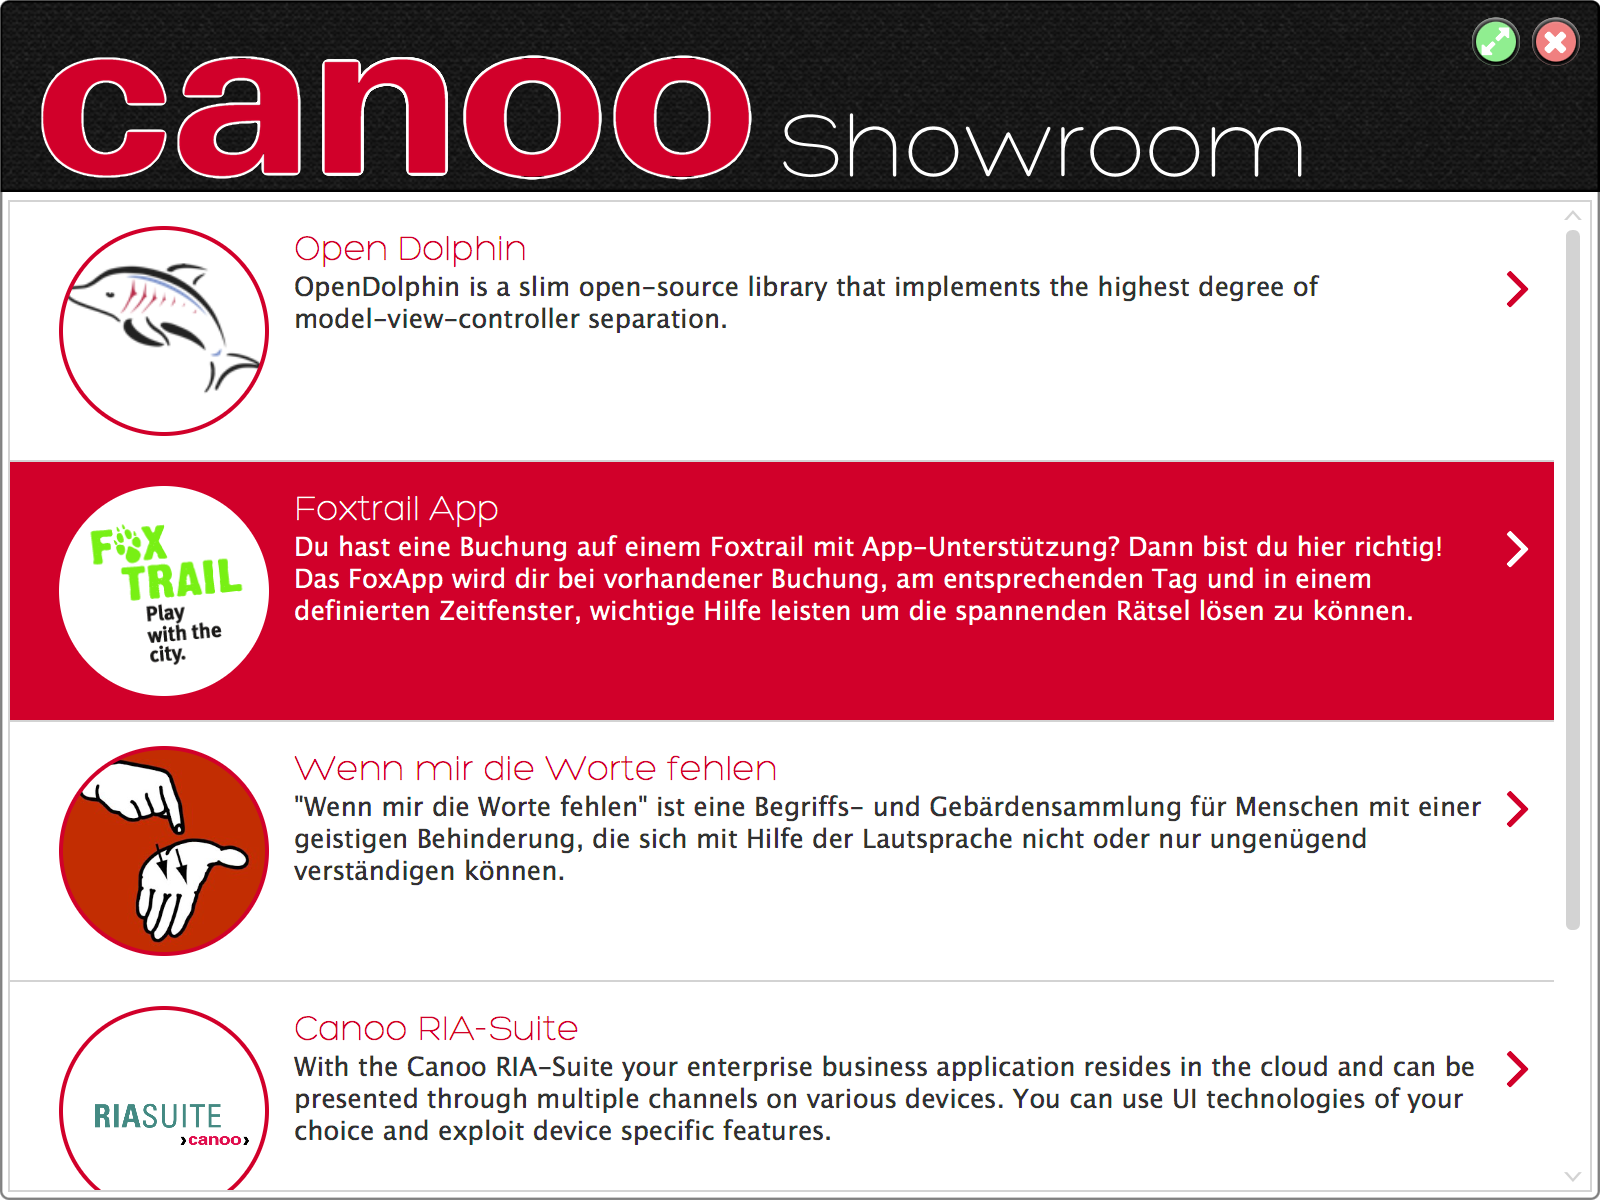 canoo Showroom
Open Dolphin
OpenDolphin is a slim open-source library that implements the highest degree of
model-view-controller separation.
FOX
TRAIL
Play
with the
city.
Foxtrail App
Du hast eine Buchung auf einem Foxtrail mit App-Unterstützung? Dann bist du hier richtig!
Das FoxApp wird dir bei vorhandener Buchung, am entsprechenden Tag und in einem
definierten Zeitfenster, wichtige Hilfe leisten um die spannenden Rätsel lösen zu können.
Wenn mir die Worte fehlen
"Wenn mir die Worte fehlen" ist eine Begriffs- und Gebärdensammlung für Menschen mit einer
geistigen Behinderung, die sich mit Hilfe der Lautsprache nicht oder nur ungenügend
verständigen können.
RIASUITE
›canoo›
Canoo RIA-Suite
With the Canoo RIA-Suite your enterprise business application resides in the cloud and can be
presented through multiple channels on various devices. You can use UI technologies of your
choice and exploit device specific features.